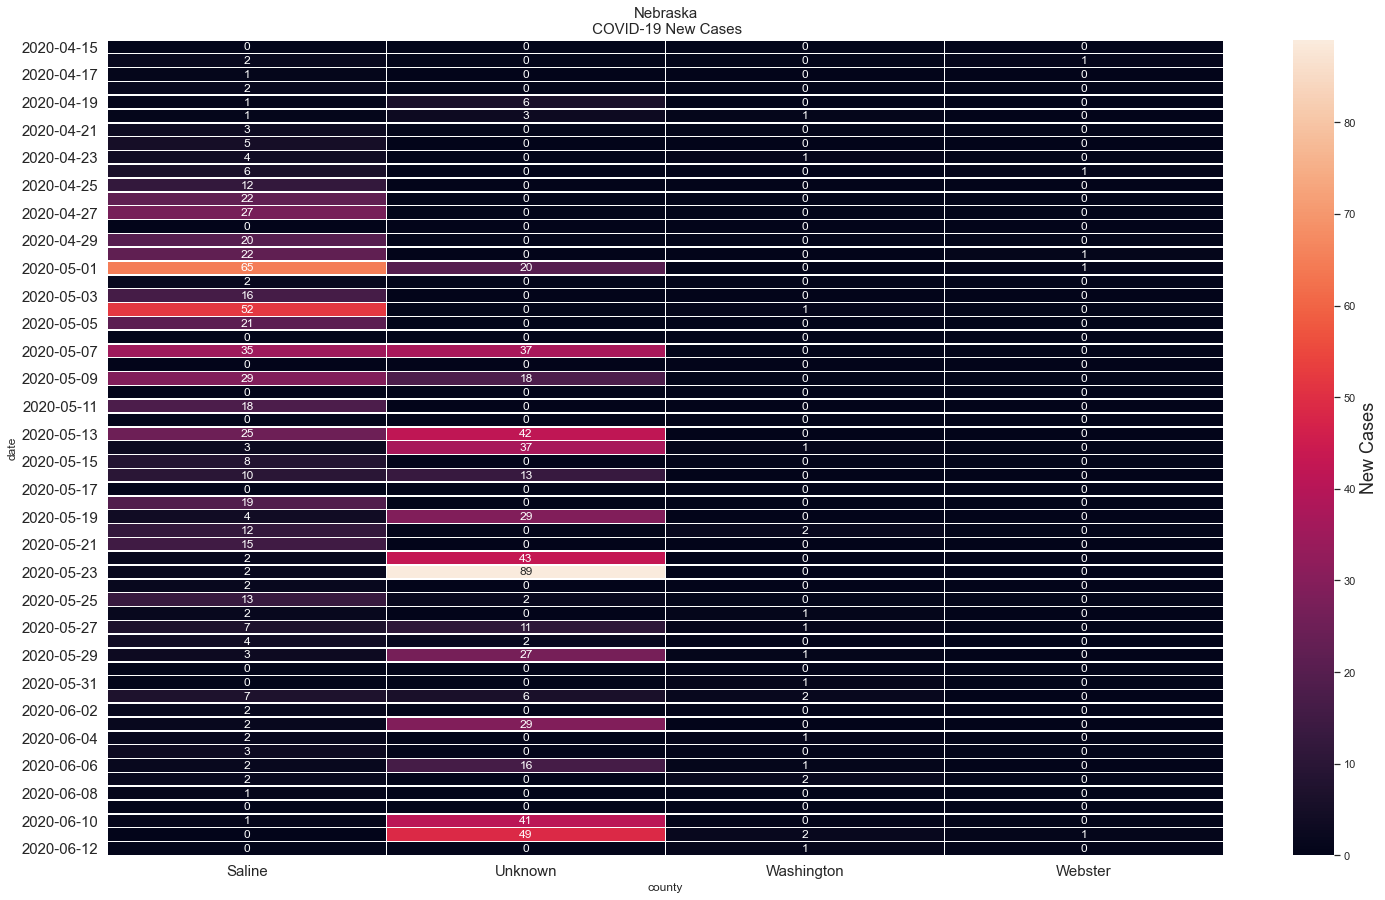 Nebraska
COVID-19 New Cases
2020-04-15 0 0 0 0
2 0 0 1
2020-04-17 1 0 0 0
2 0 0 0
2020-04-19 1 6 0 0
1 3 1 0
2020-04-21 3 0 0 0
5 0 0 0
2020-04-23 4 0 1 0
6 0 0 1
2020-04-25 12 0 0 0
22 0 0 0
2020-04-27 27 0 0 0
0 0 0 0
2020-04-29 20 0 0 0
22 0 0 1
2020-05-01 65 20 0 1
2 0 0 0
2020-05-03 16 0 0 0
52 0 1 0
2020-05-05 21 0 0 0
0 0 0 0
2020-05-07 35 37 0 0
0 0 0 0
2020-05-09 29 18 0 0
0 0 0 0
2020-05-11 18 0 0 0
0 0 0 0
2020-05-13 25 42 0 0
3 37 1 0
2020-05-15 8 0 0 0
10 13 0 0
2020-05-17 0 0 0 0
19 0 0 0
2020-05-19 4 29 0 0
12 0 2 0
2020-05-21 15 0 0 0
2 43 0 0
2020-05-23 2 89 0 0
2 0 0 0
2020-05-25 13 2 0 0
2 0 1 0
2020-05-27 7 11 1 0
4 2 0 0
2020-05-29 3 27 1 0
0 0 0 0
2020-05-31 0 0 1 0
7 6 2 0
2020-06-02 2 0 0 0
2 29 0 0
2020-06-04 2 0 1 0
3 0 0 0
2020-06-06 2 16 1 0
2 0 2 0
2020-06-08 1 0 0 0
0 0 0 0
2020-06-10 1 41 0 0
0 49 2 1
2020-06-12 0 0 1 0
Saline Unknown Washington Webster
county
date
80
70
60
50
40
30
20
10
0
New Cases